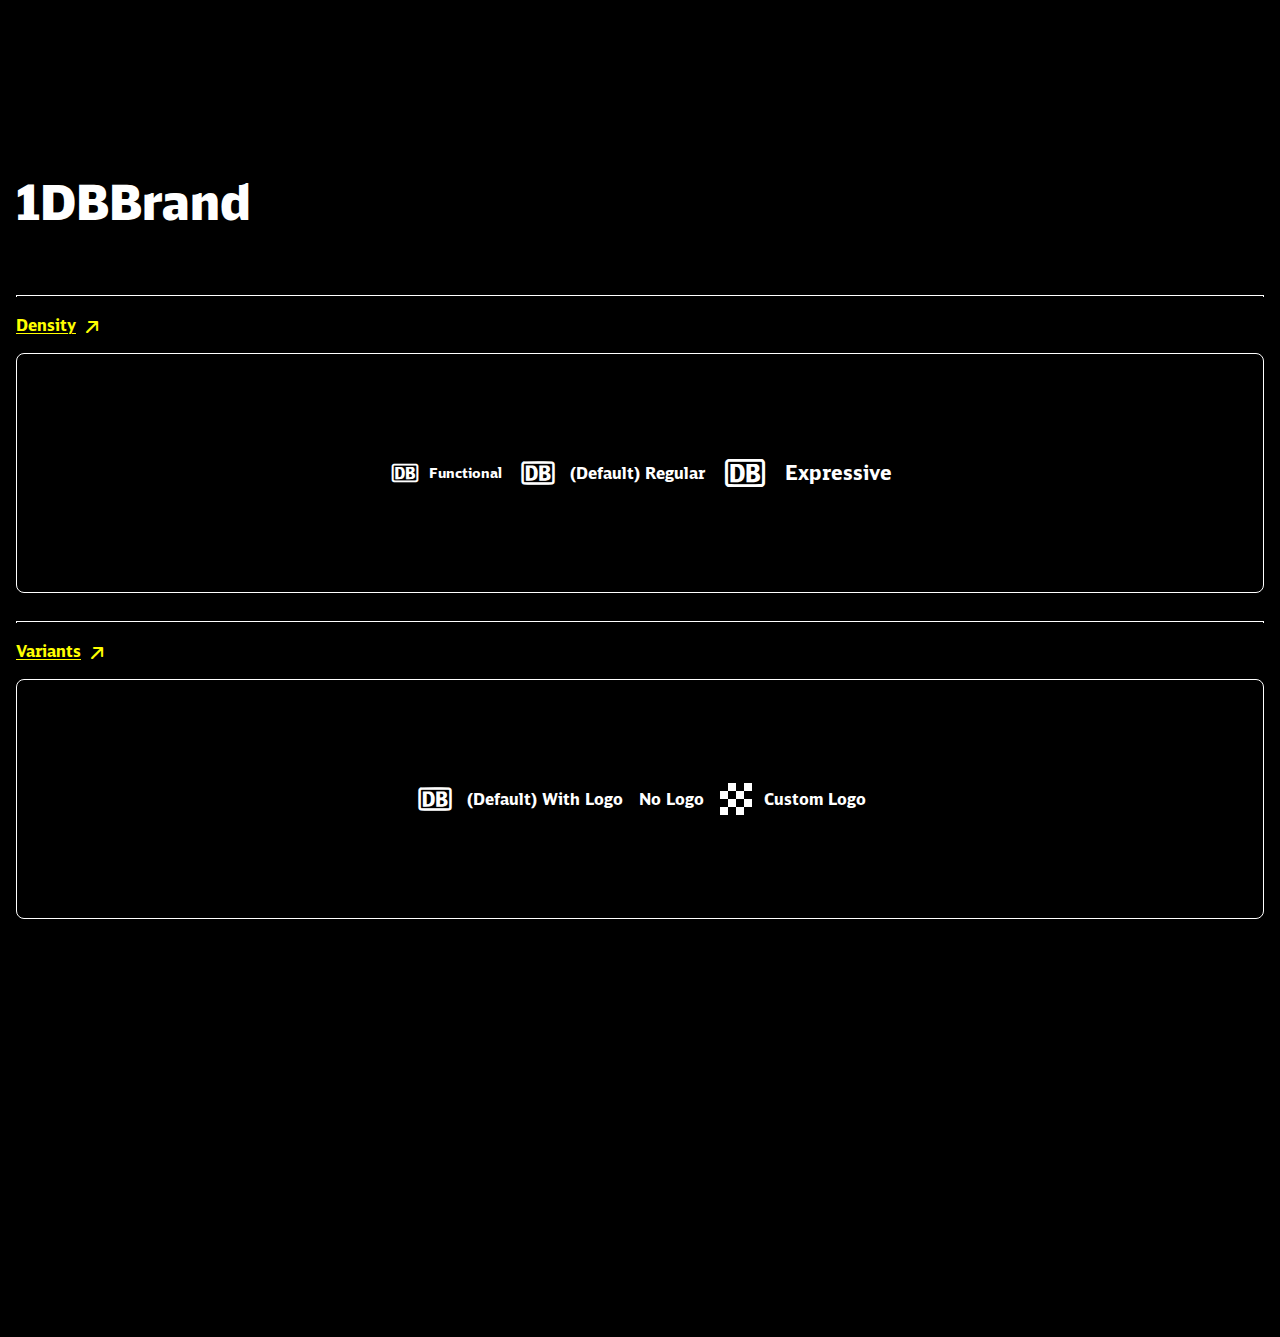 1DBBrand
Density
DB Functional DB (Default) Regular DB Expressive
Variants
DB (Default) With Logo No Logo Custom Logo